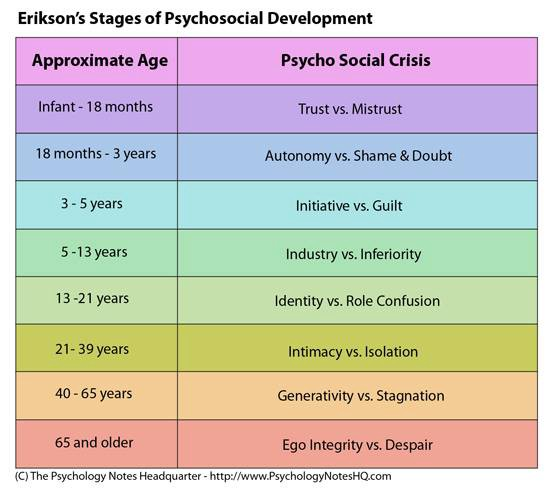 Erikson's Stages of Psychosocial Development
Approximate Age Psycho Social Crisis
Infant - 18 months Trust vs. Mistrust
18 months - 3 years Autonomy vs. Shame & Doubt
3 - 5 years Initiative vs. Guilt
5 -13 years Industry vs. Inferiority
13 -21 years Identity vs. Role Confusion
21- 39 years Intimacy vs. Isolation
40 - 65 years Generativity vs. Stagnation
65 and older Ego Integrity vs. Despair
(C) The Psychology Notes Headquarter - http://www.PsychologyNotesHQ.com